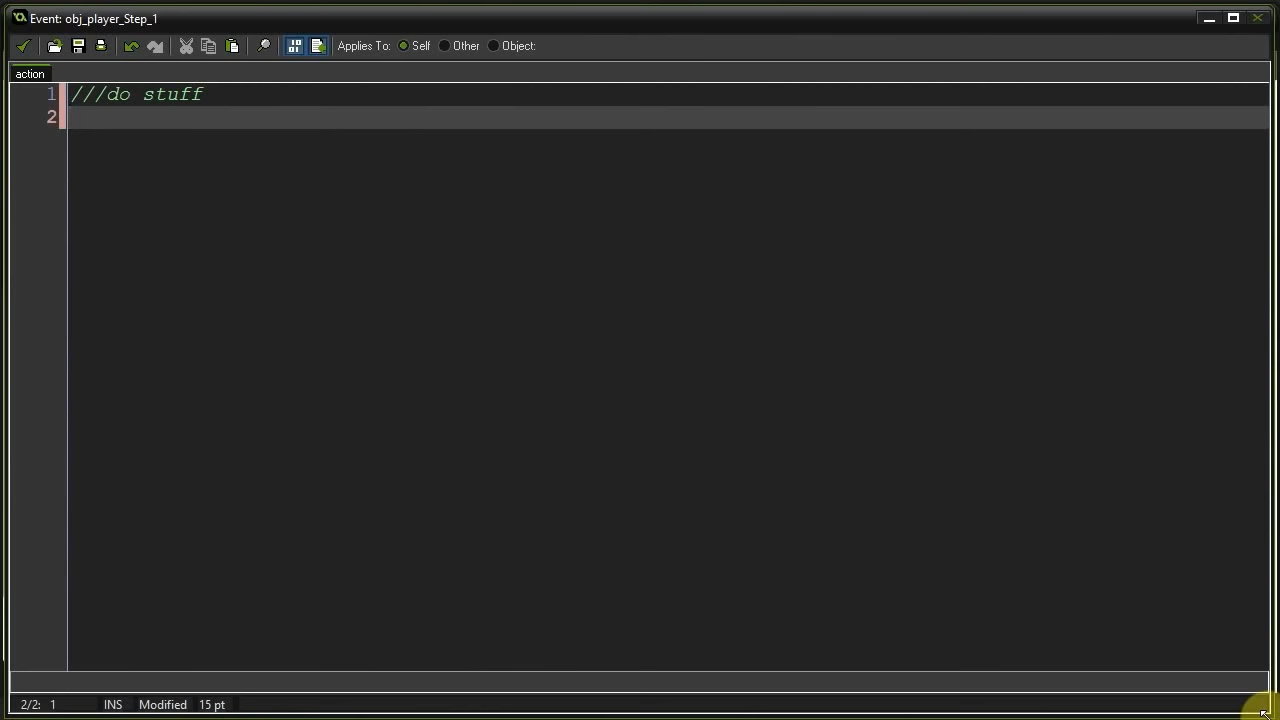 Event: obj_player_Step_1
Applies To: Self Other Object:
action
1 ///do stuff
2
2/2: 1 INS Modified 15 pt